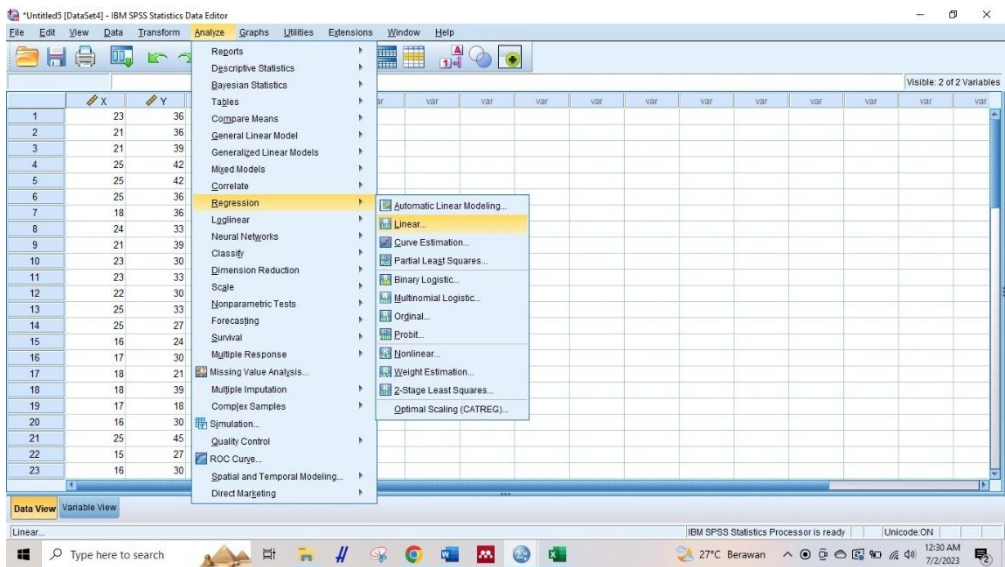 *Untitled5 [DataSet4] - IBM SPSS Statistics Data Editor
File Edit View Data Transform Analyze Graphs Utilities Extensions Window Help
Visible: 2 of 2 Variables
X Y var var var var var var var var var var
1 23 36
2 21 36
3 21 39
4 25 42
5 25 42
6 25 36
7 18 36
8 24 33
9 21 39
10 23 30
11 23 33
12 22 30
13 25 33
14 25 27
15 16 24
16 17 30
17 18 21
18 18 39
19 17 18
20 16 30
21 25 45
22 15 27
23 16 30
Reports
Descriptive Statistics
Bayesian Statistics
Tables
Compare Means
General Linear Model
Generalized Linear Models
Mixed Models
Correlate
Regression
Loglinear
Neural Networks
Classify
Dimension Reduction
Scale
Nonparametric Tests
Forecasting
Survival
Multiple Response
Missing Value Analysis...
Multiple Imputation
Complex Samples
Simulation...
Quality Control
ROC Curve...
Spatial and Temporal Modeling...
Direct Marketing
Automatic Linear Modeling...
Linear...
Curve Estimation...
Partial Least Squares...
Binary Logistic...
Multinomial Logistic...
Ordinal...
Probit...
Nonlinear...
Weight Estimation...
2-Stage Least Squares...
Optimal Scaling (CATREG)...
Data View Variable View
Linear... IBM SPSS Statistics Processor is ready Unicode:ON
Type here to search 27°C Berawan 12:30 AM
7/2/2023